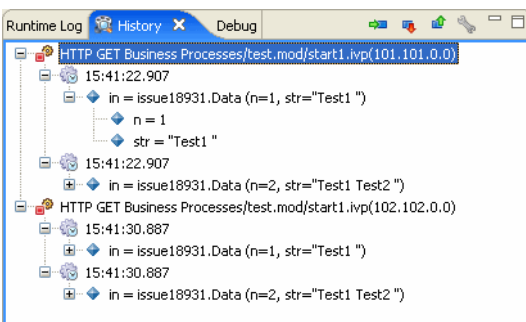 Runtime Log History Debug
HTTP GET Business Processes/test.mod/start1.ivp(101.101.0.0)
15:41:22.907
in = issue18931.Data (n=1, str="Test1 ")
n = 1
str = "Test1 "
15:41:22.907
in = issue18931.Data (n=2, str="Test1 Test2 ")
HTTP GET Business Processes/test.mod/start1.ivp(102.102.0.0)
15:41:30.887
in = issue18931.Data (n=1, str="Test1 ")
15:41:30.887
in = issue18931.Data (n=2, str="Test1 Test2 ")